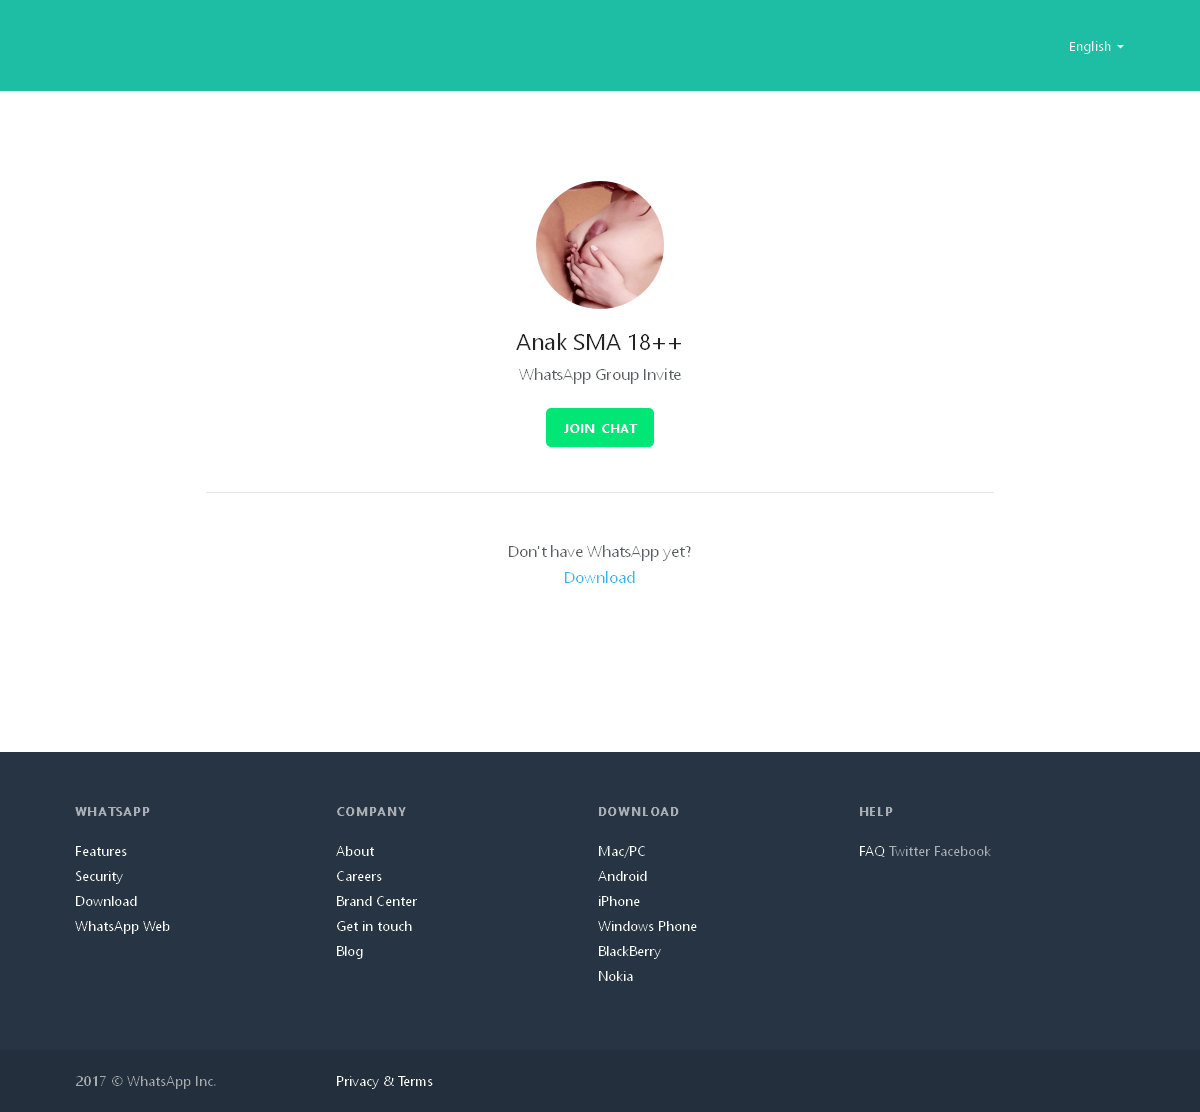 English
Anak SMA 18++
WhatsApp Group Invite
JOIN CHAT
Don't have WhatsApp yet?
Download
WHATSAPP
Features
Security
Download
WhatsApp Web
COMPANY
About
Careers
Brand Center
Get in touch
Blog
DOWNLOAD
Mac/PC
Android
iPhone
Windows Phone
BlackBerry
Nokia
HELP
FAQ Twitter Facebook
2017 © WhatsApp Inc.
Privacy & Terms